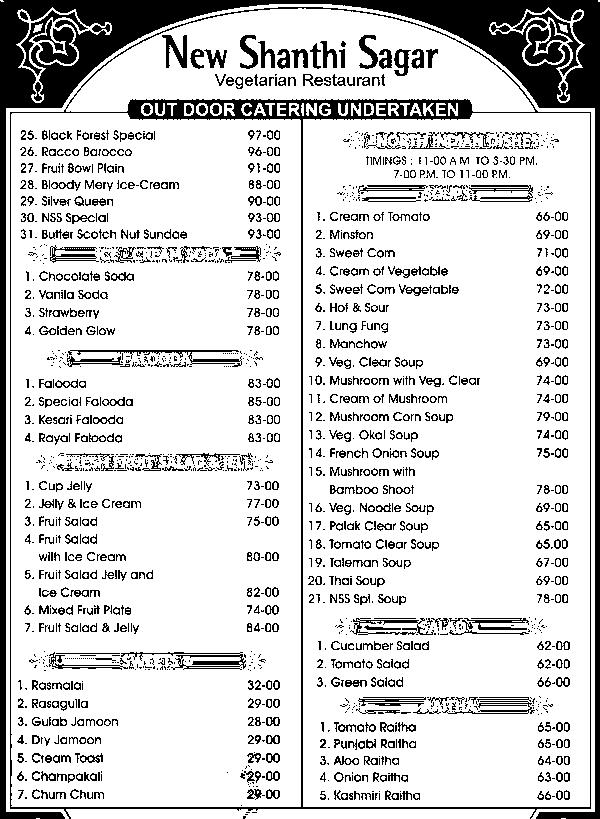 New Shanthi Sagar
Vegetarian Restaurant
OUT DOOR CATERING UNDERTAKEN
25. Black Forest Special 97-00
26. Racco Barocco 96-00
27. Fruit Bowl Plain 91-00
28. Bloody Mery Ice-Cream 88-00
29. Silver Queen 90-00
30. NSS Special 93-00
31. Butter Scotch Nut Sundae 93-00
ICE CREAM SODA
1. Chocolate Soda 78-00
2. Vanila Soda 78-00
3. Strawberry 78-00
4. Golden Glow 78-00
FALOODA
1. Falooda 83-00
2. Special Falooda 85-00
3. Kesari Falooda 83-00
4. Royal Falooda 83-00
FRESH FRUIT SALAD & JELLY
1. Cup Jelly 73-00
2. Jelly & Ice Cream 77-00
3. Fruit Salad 75-00
4. Fruit Salad
with Ice Cream 80-00
5. Fruit Salad Jelly and
Ice Cream 82-00
6. Mixed Fruit Plate 74-00
7. Fruit Salad & Jelly 84-00
SWEETS
1. Rasmalai 32-00
2. Rasagulla 29-00
3. Gulab Jamoon 28-00
4. Dry Jamoon 29-00
5. Cream Toast 29-00
6. Champakali 29-00
7. Chum Chum 29-00
NORTH INDIAN DISHES
TIMINGS : 11-00 A.M. TO 3-30 PM.
7-00 P.M. TO 11-00 PM.
1. Cream of Tomato 66-00
2. Minston 69-00
3. Sweet Corn 71-00
4. Cream of Vegetable 69-00
5. Sweet Corn Vegetable 72-00
6. Hot & Sour 73-00
7. Lung Fung 73-00
8. Manchow 73-00
9. Veg. Clear Soup 69-00
10. Mushroom with Veg. Clear 74-00
11. Cream of Mushroom 74-00
12. Mushroom Corn Soup 79-00
13. Veg. Okal Soup 74-00
14. French Onion Soup 75-00
15. Mushroom with
Bamboo Shoot 78-00
16. Veg. Noodle Soup 69-00
17. Palak Clear Soup 65-00
18. Tomato Clear Soup 65.00
19. Taleman Soup 67-00
20. Thai Soup 69-00
21. NSS Spl. Soup 78-00
SALAD
1. Cucumber Salad 62-00
2. Tomato Salad 62-00
3. Green Salad 66-00
RAITHA
1. Tomato Raitha 65-00
2. Punjabi Raitha 65-00
3. Aloo Raitha 64-00
4. Onion Raitha 63-00
5. Kashmiri Raitha 66-00